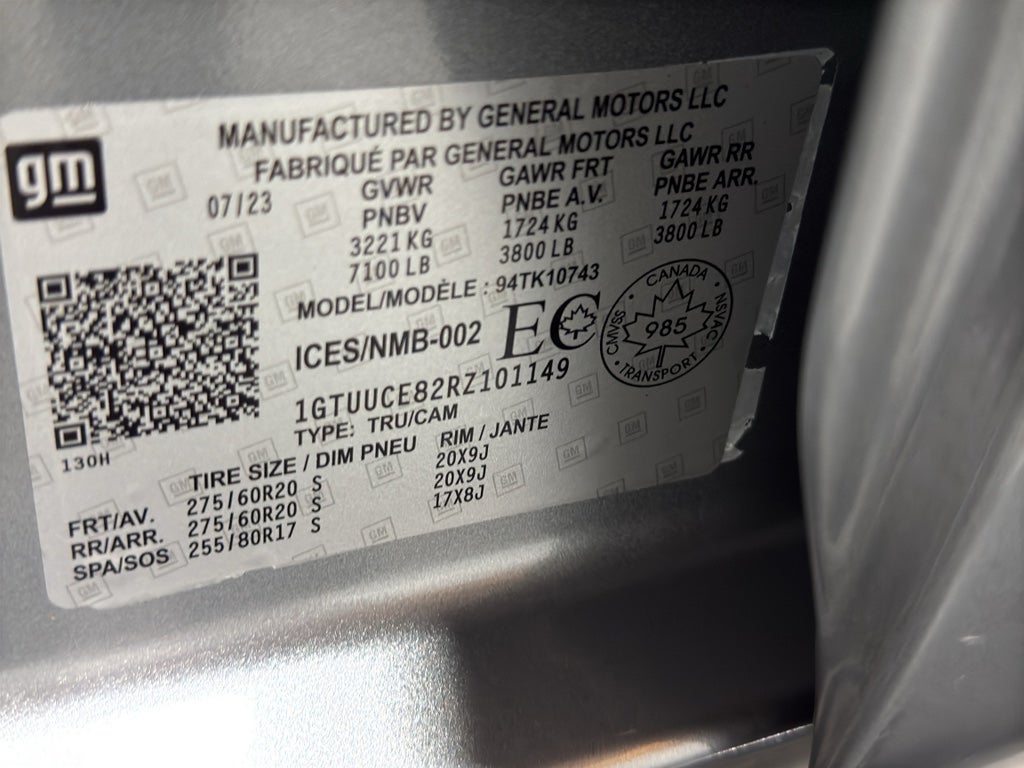 gm
MANUFACTURED BY GENERAL MOTORS LLC
FABRIQUÉ PAR GENERAL MOTORS LLC
07/23 GVWR GAWR FRT GAWR RR
PNBV PNBE A.V. PNBE ARR.
3221 KG 1724 KG 1724 KG
7100 LB 3800 LB 3800 LB
MODEL/MODÈLE : 94TK10743
ICES/NMB-002 EC
CANADA
CMVSS 985 NSVAC
TRANSPORT
1GTUUCE82RZ101149
TYPE: TRU/CAM
130H
TIRE SIZE / DIM PNEU RIM / JANTE
FRT/AV. 275/60R20 S 20X9J
RR/ARR. 275/60R20 S 20X9J
SPA/SOS 255/80R17 S 17X8J